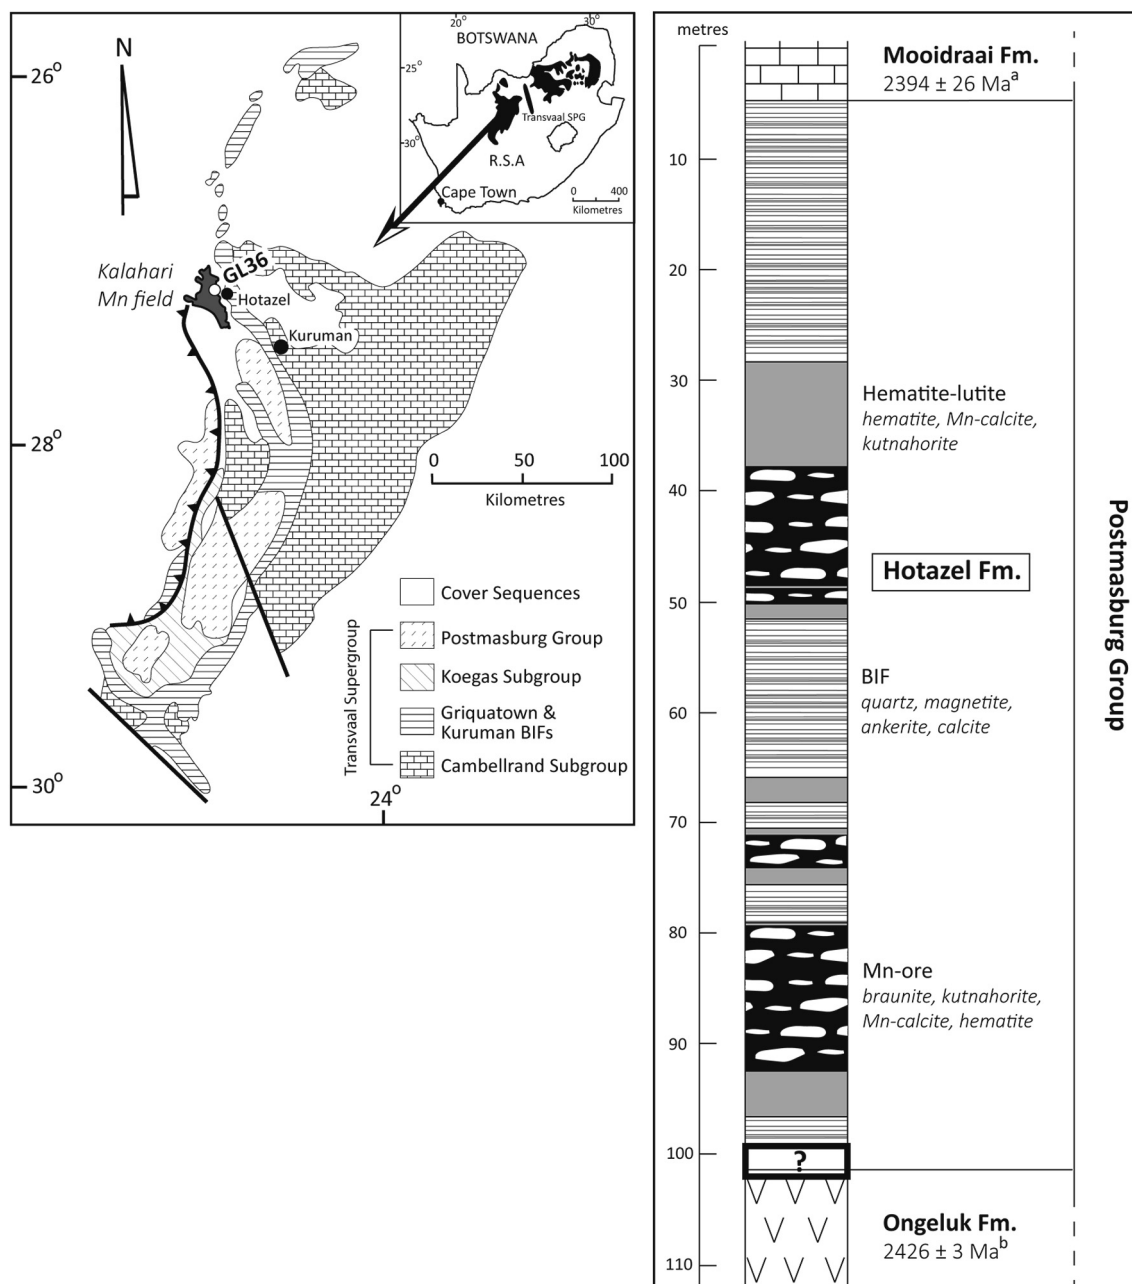 N
26°
28°
30°
24°
20°
30°
BOTSWANA
25°
30°
Transvaal SPG
R.S.A
Cape Town
0 400
Kilometres
Kalahari
Mn field
GL36
Hotazel
Kuruman
0 50 100
Kilometres
Transvaal Supergroup
Cover Sequences
Postmasburg Group
Koegas Subgroup
Griquatown &
Kuruman BIFs
Cambellrand Subgroup
metres
10
20
30
40
50
60
70
80
90
100
110
?
Mooidraai Fm.
2394 ± 26 Ma^a
Hematite-lutite
hematite, Mn-calcite,
kutnahorite
Hotazel Fm.
BIF
quartz, magnetite,
ankerite, calcite
Mn-ore
braunite, kutnahorite,
Mn-calcite, hematite
Ongeluk Fm.
2426 ± 3 Ma^b
Postmasburg Group